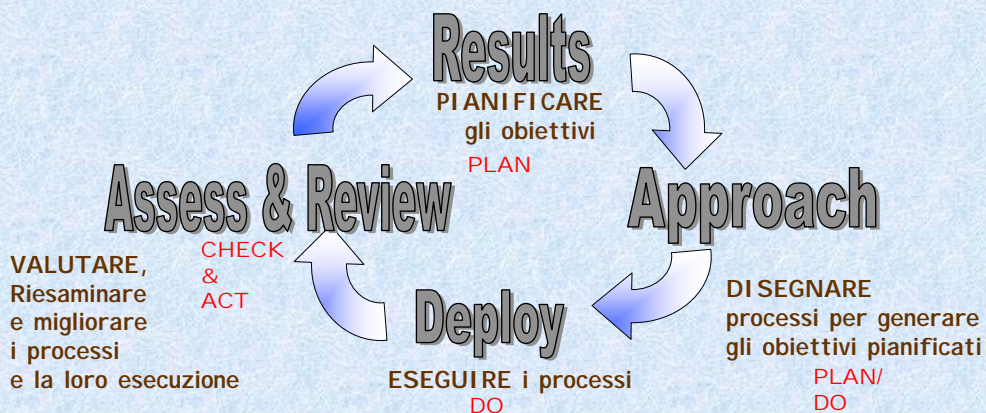 Results
PIANIFICARE
gli obiettivi
PLAN
Approach
DISEGNARE
processi per generare
gli obiettivi pianificati
PLAN/
DO
Deploy
ESEGUIRE i processi
DO
Assess & Review
CHECK
&
ACT
VALUTARE,
Riesaminare
e migliorare
i processi
e la loro esecuzione